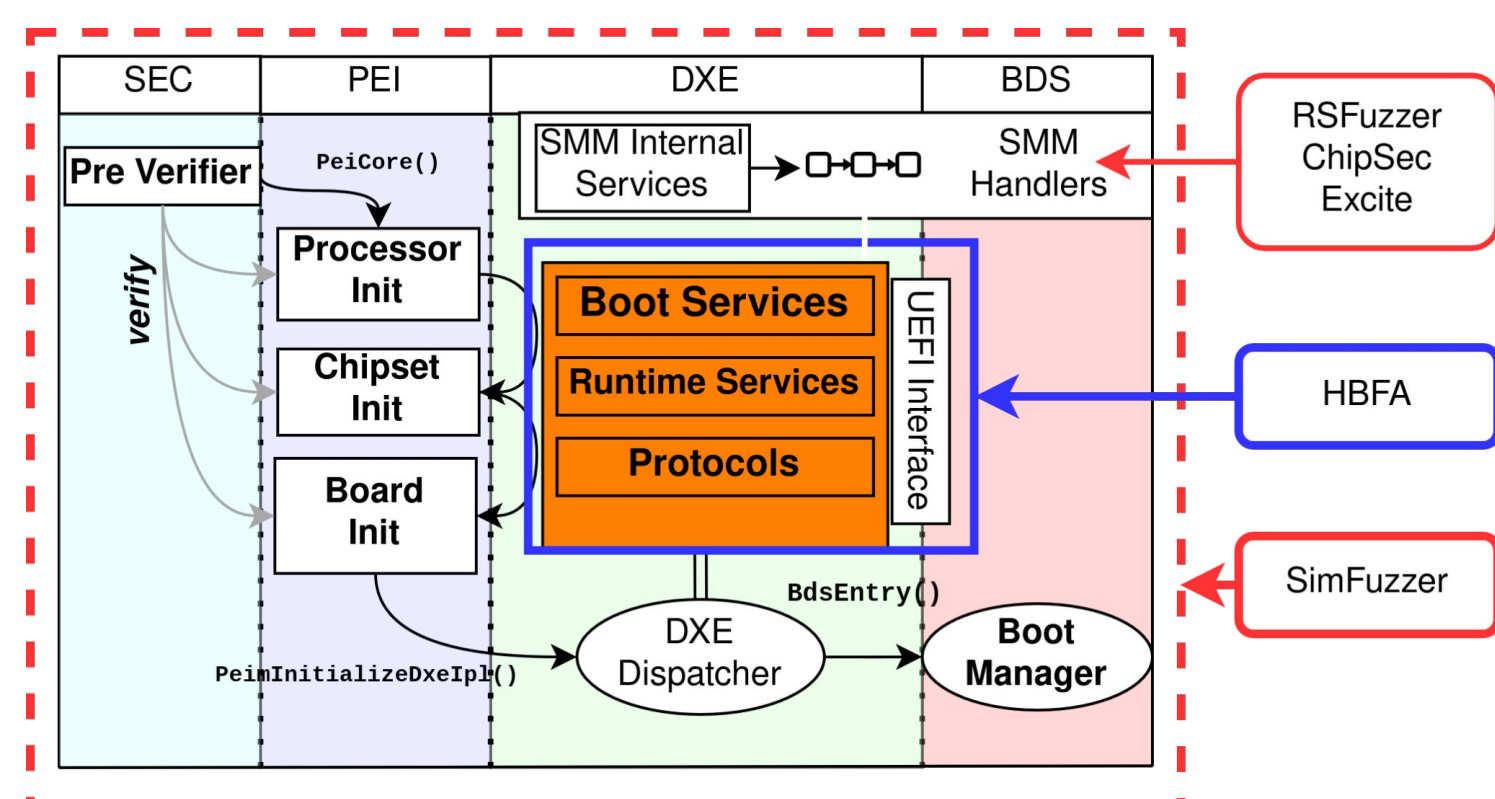 SEC
PEI
DXE
BDS
Pre Verifier
verify
PeiCore()
Processor
Init
Chipset
Init
Board
Init
PeimInitializeDxeIpl()
SMM Internal
Services
SMM
Handlers
Boot Services
Runtime Services
Protocols
UEFI Interface
DXE
Dispatcher
BdsEntry()
Boot
Manager
RSFuzzer
ChipSec
Excite
HBFA
SimFuzzer